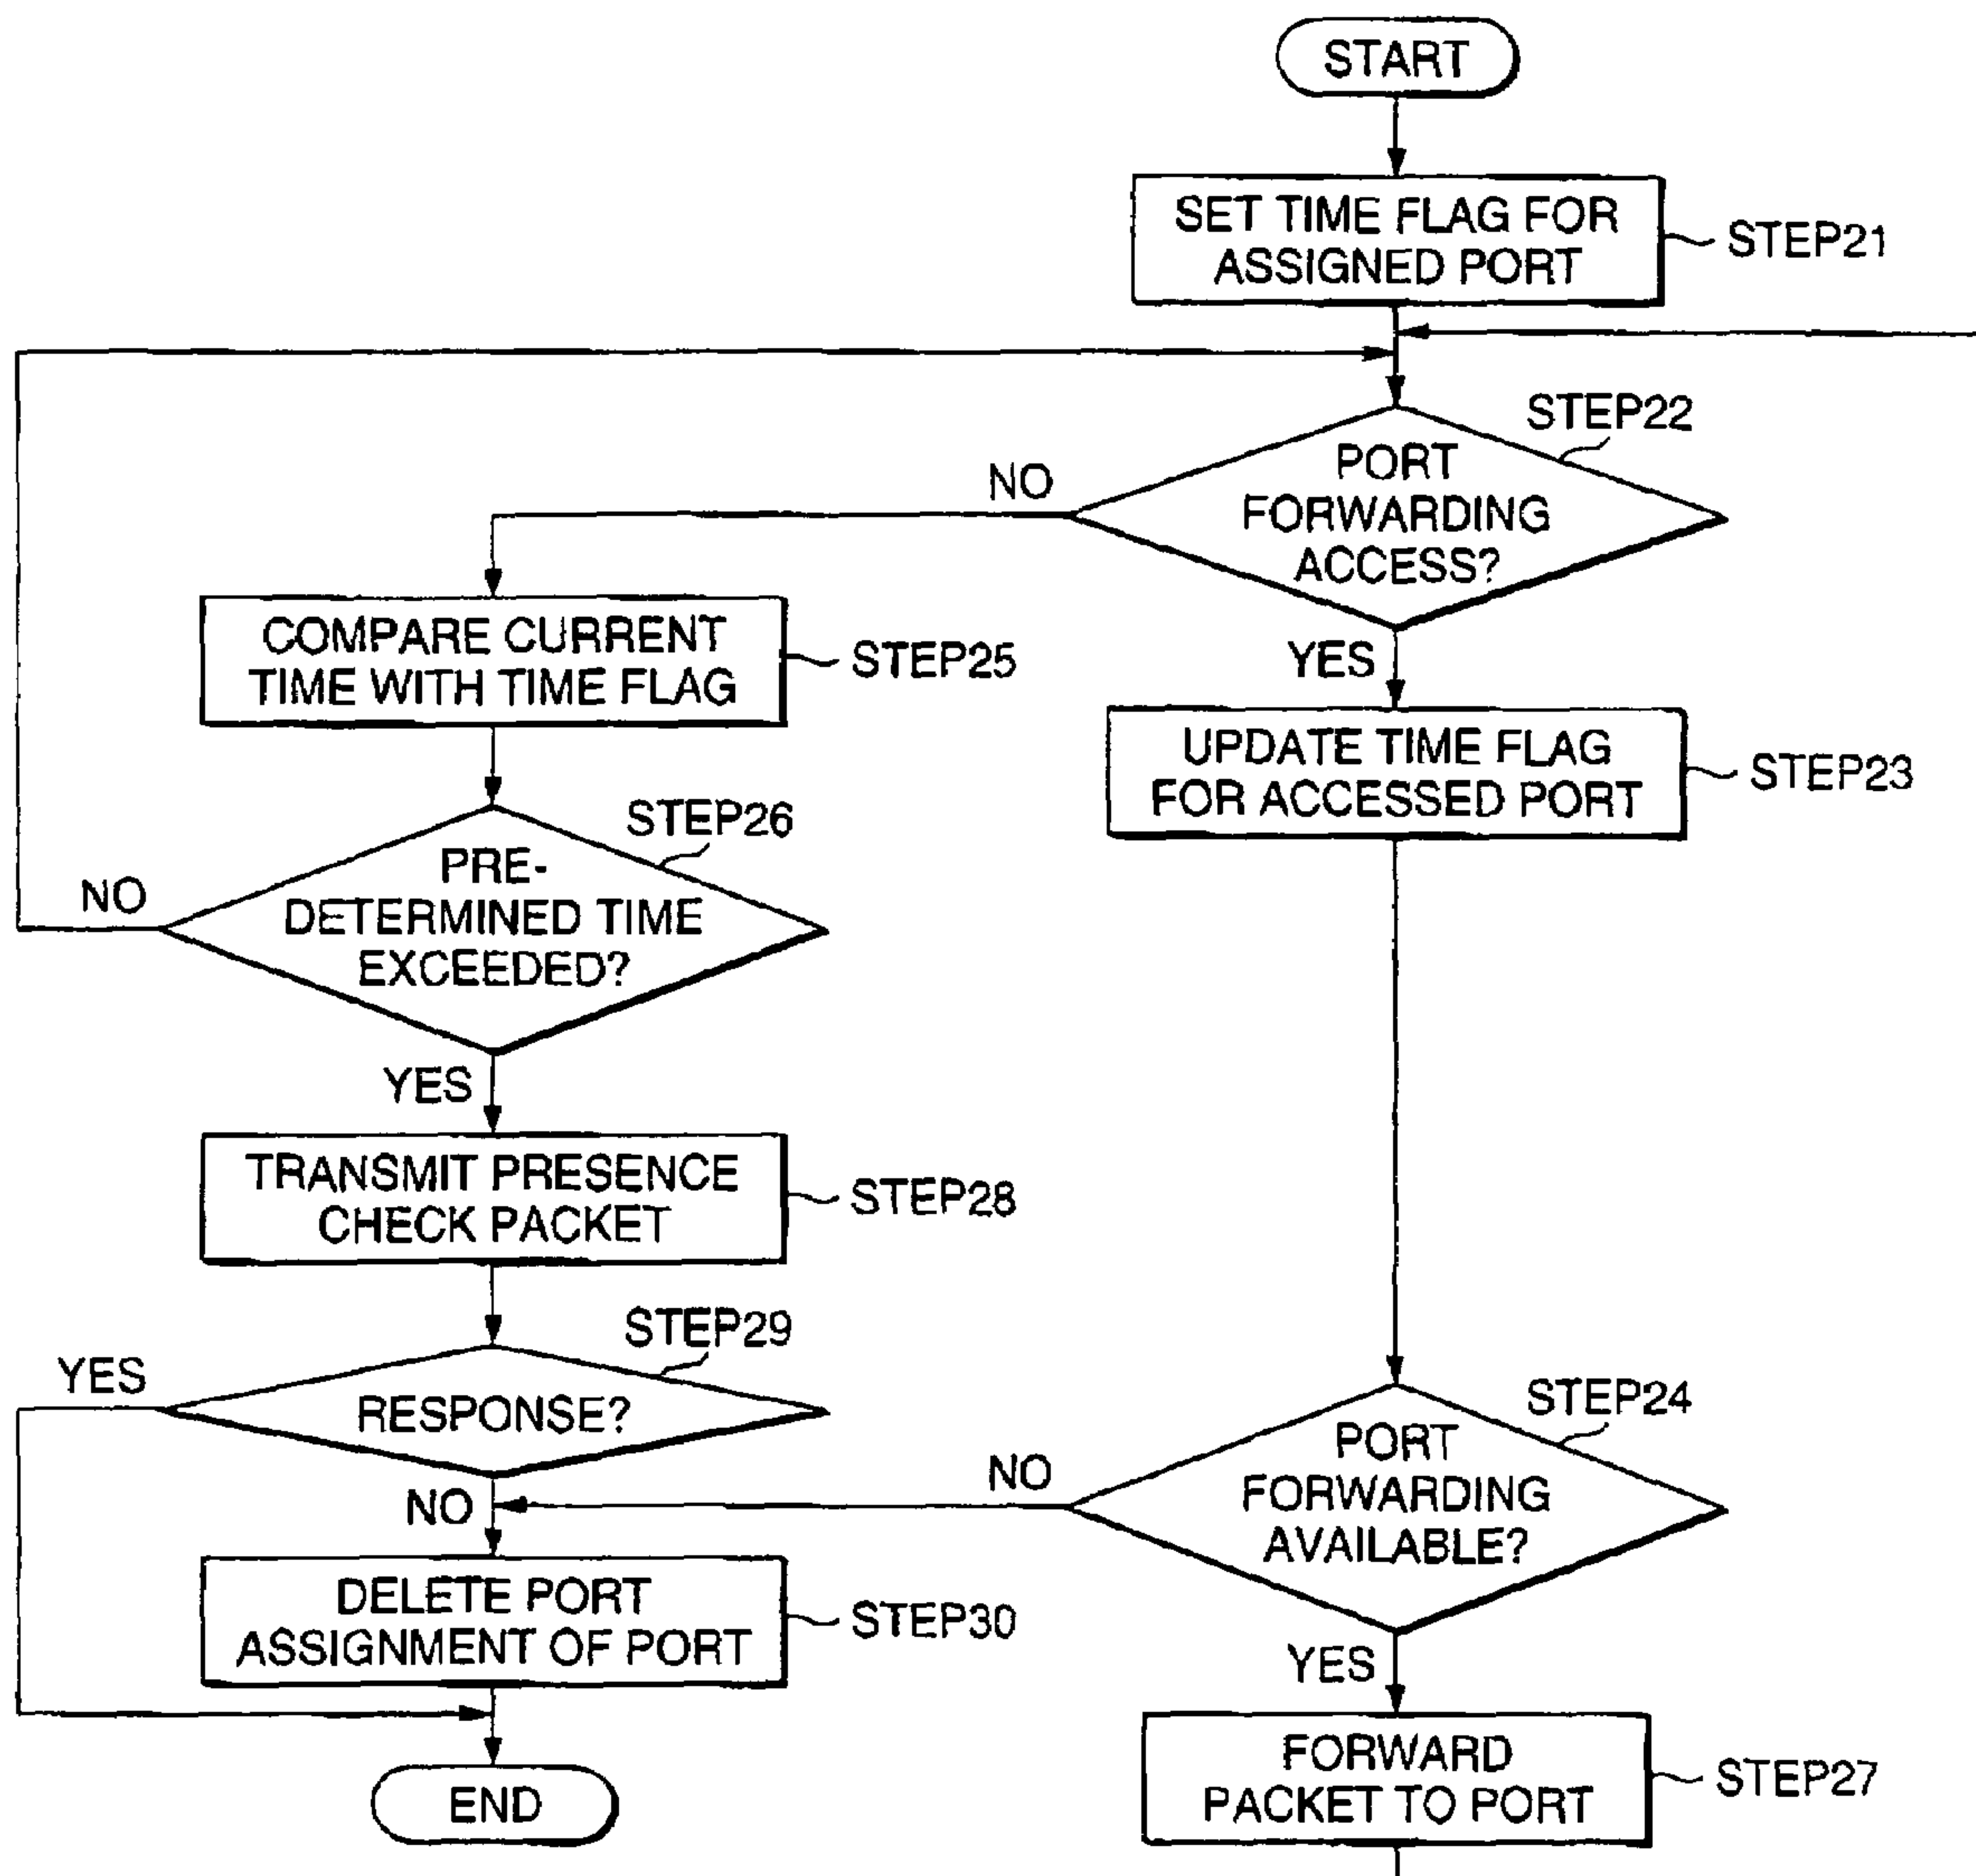 START
SET TIME FLAG FOR
ASSIGNED PORT
STEP21
STEP22
PORT
FORWARDING
ACCESS?
NO
YES
COMPARE CURRENT
TIME WITH TIME FLAG
STEP25
UPDATE TIME FLAG
FOR ACCESSED PORT
STEP23
STEP26
PRE-
DETERMINED TIME
EXCEEDED?
NO
YES
TRANSMIT PRESENCE
CHECK PACKET
STEP28
STEP29
YES
RESPONSE?
NO
STEP24
PORT
FORWARDING
AVAILABLE?
NO
YES
DELETE PORT
ASSIGNMENT OF PORT
STEP30
FORWARD
PACKET TO PORT
STEP27
END